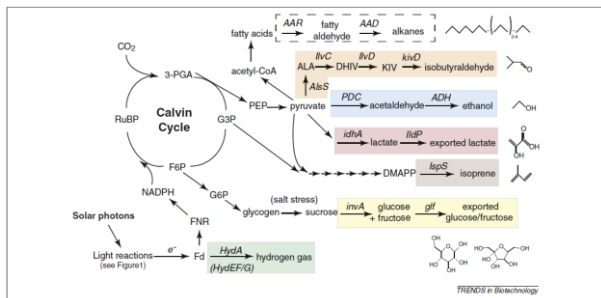 AAR AAD
fatty acids fatty aldehyde alkanes
CO2
acetyl-CoA
IlvC IlvD kivD
ALA DHIV KIV isobutyraldehyde
3-PGA
AlsS
PEP pyruvate
PDC ADH
acetaldehyde ethanol
Calvin Cycle
RuBP
G3P
idhA lldP
lactate exported lactate
OH
O
OH
OH
F6P
IspS
DMAPP isoprene
NADPH
G6P
(salt stress)
glycogen sucrose
invA glf
glucose + fructose
exported glucose/fructose
Solar photons
FNR
Light reactions
(see Figure1)
e-
Fd
HydA
(HydEF/G)
hydrogen gas
TRENDS in Biotechnology